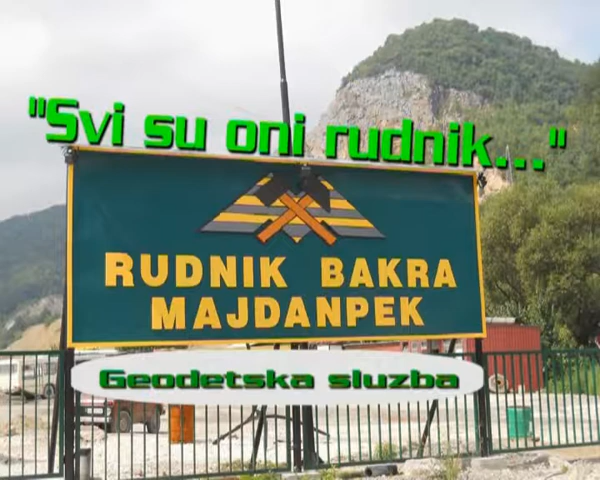 "Svi su oni rudnik..."
RUDNIK BAKRA
MAJDANPEK
Geodetska sluzba